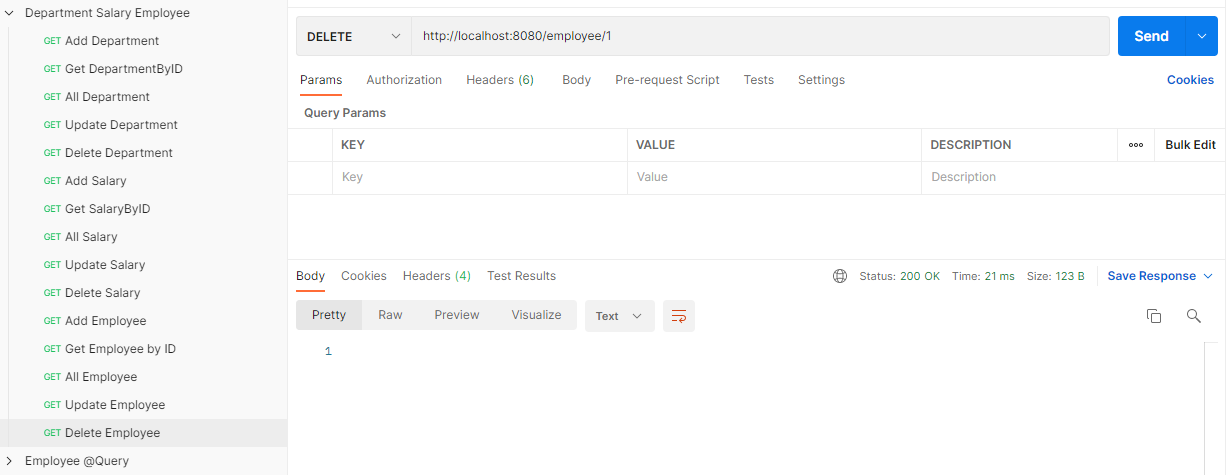 Department Salary Employee
GET Add Department
GET Get DepartmentByID
GET All Department
GET Update Department
GET Delete Department
GET Add Salary
GET Get SalaryByID
GET All Salary
GET Update Salary
GET Delete Salary
GET Add Employee
GET Get Employee by ID
GET All Employee
GET Update Employee
GET Delete Employee
Employee @Query
DELETE http://localhost:8080/employee/1 Send
Params Authorization Headers (6) Body Pre-request Script Tests Settings Cookies
Query Params
KEY VALUE DESCRIPTION ooo Bulk Edit
Key Value Description
Body Cookies Headers (4) Test Results Status: 200 OK Time: 21 ms Size: 123 B Save Response
Pretty Raw Preview Visualize Text
1